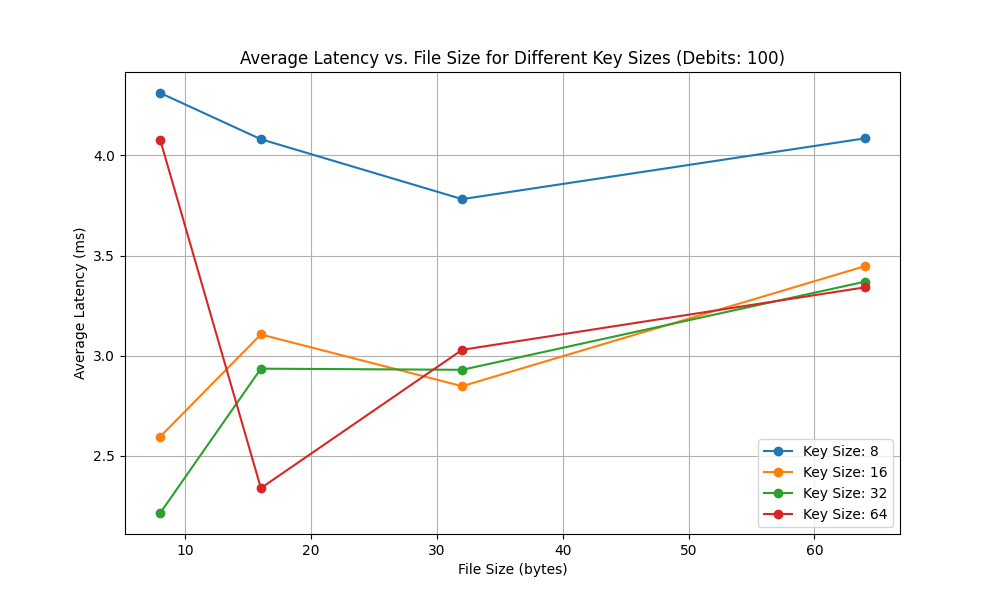 Average Latency vs. File Size for Different Key Sizes (Debits: 100)
Average Latency (ms)
4.0
3.5
3.0
2.5
Key Size: 8
Key Size: 16
Key Size: 32
Key Size: 64
10 20 30 40 50 60
File Size (bytes)